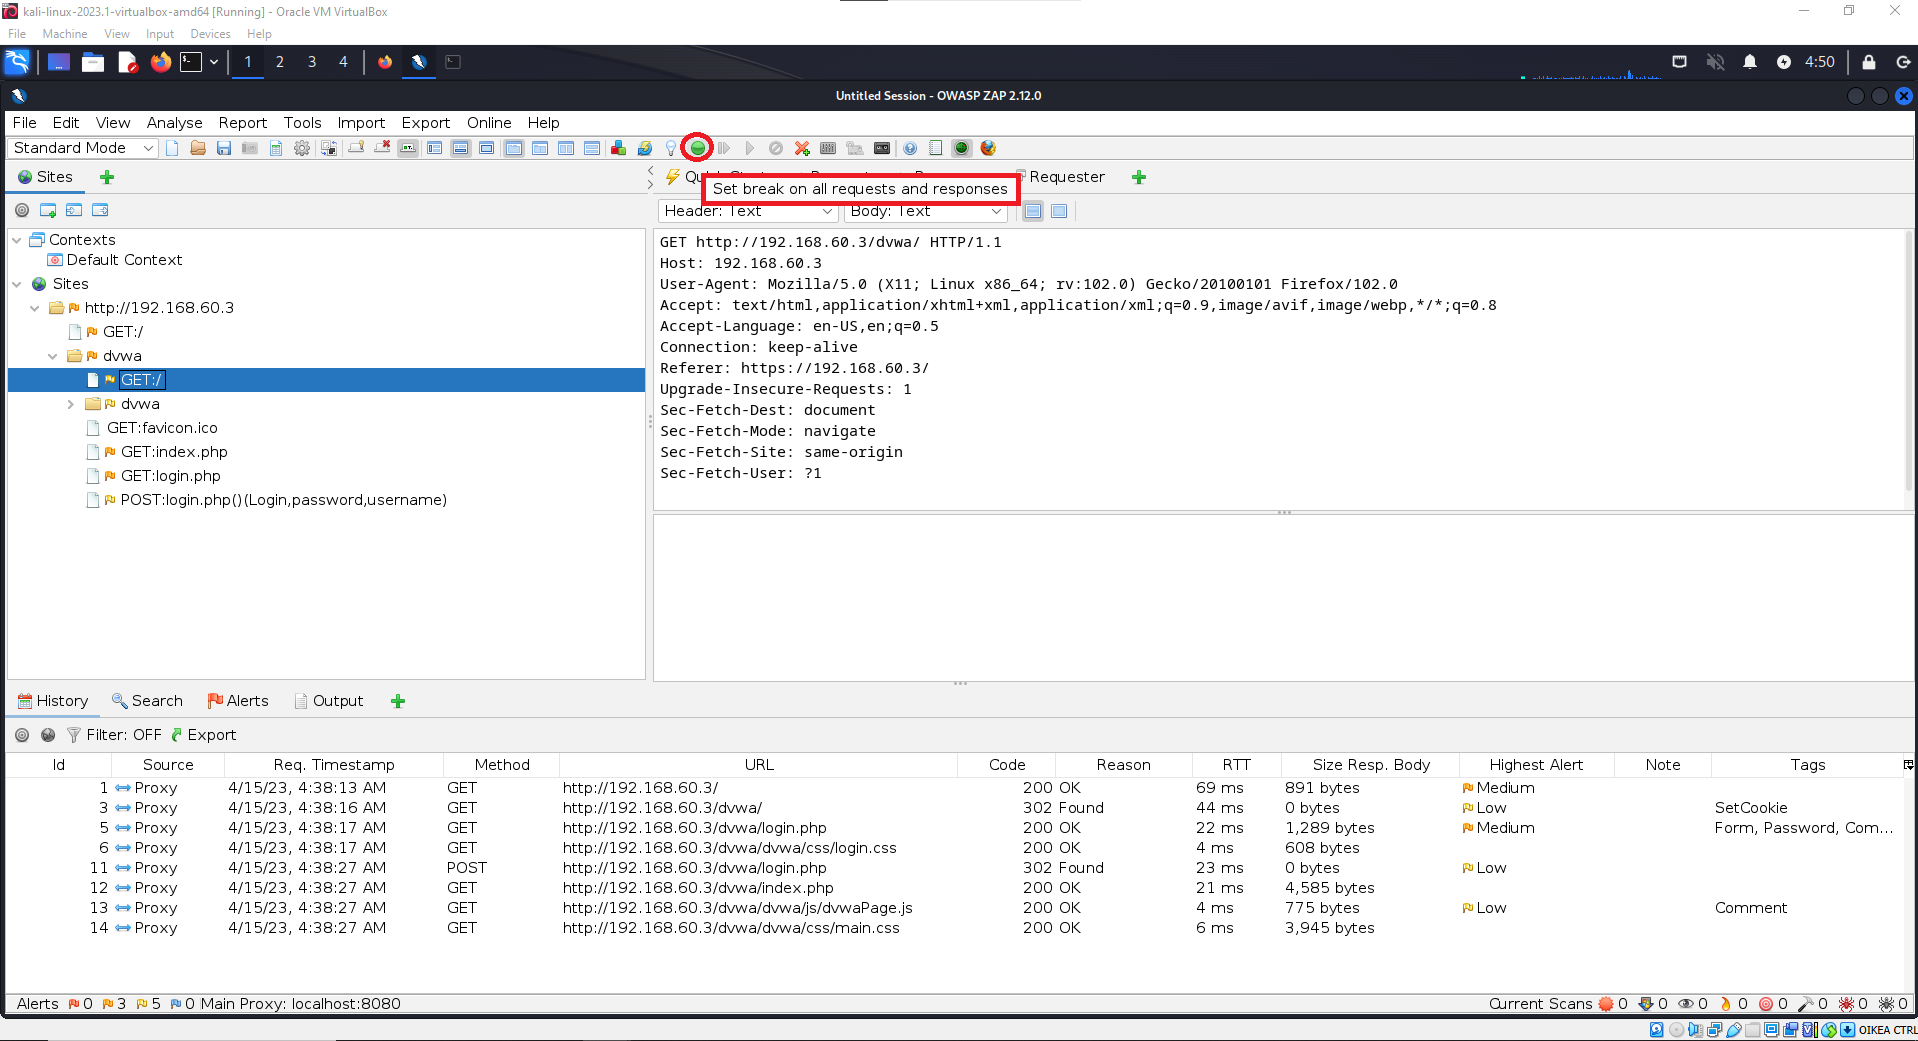 kali-linux-2023.1-virtualbox-amd64 [Running] - Oracle VM VirtualBox
File Machine View Input Devices Help
1 2 3 4 4:50
Untitled Session - OWASP ZAP 2.12.0
File Edit View Analyse Report Tools Import Export Online Help
Standard Mode
Sites
Requester
Set break on all requests and responses
Header: Text Body: Text
Contexts
Default Context
Sites
http://192.168.60.3
GET:/
dvwa
GET:/
dvwa
GET:favicon.ico
GET:index.php
GET:login.php
POST:login.php()(Login,password,username)
GET http://192.168.60.3/dvwa/ HTTP/1.1
Host: 192.168.60.3
User-Agent: Mozilla/5.0 (X11; Linux x86_64; rv:102.0) Gecko/20100101 Firefox/102.0
Accept: text/html,application/xhtml+xml,application/xml;q=0.9,image/avif,image/webp,*/*;q=0.8
Accept-Language: en-US,en;q=0.5
Connection: keep-alive
Referer: https://192.168.60.3/
Upgrade-Insecure-Requests: 1
Sec-Fetch-Dest: document
Sec-Fetch-Mode: navigate
Sec-Fetch-Site: same-origin
Sec-Fetch-User: ?1
History Search Alerts Output
Filter: OFF Export
Id Source Req. Timestamp Method URL Code Reason RTT Size Resp. Body Highest Alert Note Tags
1 Proxy 4/15/23, 4:38:13 AM GET http://192.168.60.3/ 200 OK 69 ms 891 bytes Medium
3 Proxy 4/15/23, 4:38:16 AM GET http://192.168.60.3/dvwa/ 302 Found 44 ms 0 bytes Low SetCookie
5 Proxy 4/15/23, 4:38:17 AM GET http://192.168.60.3/dvwa/login.php 200 OK 22 ms 1,289 bytes Medium Form, Password, Com...
6 Proxy 4/15/23, 4:38:17 AM GET http://192.168.60.3/dvwa/dvwa/css/login.css 200 OK 4 ms 608 bytes
11 Proxy 4/15/23, 4:38:27 AM POST http://192.168.60.3/dvwa/login.php 302 Found 23 ms 0 bytes Low
12 Proxy 4/15/23, 4:38:27 AM GET http://192.168.60.3/dvwa/index.php 200 OK 21 ms 4,585 bytes
13 Proxy 4/15/23, 4:38:27 AM GET http://192.168.60.3/dvwa/dvwa/js/dvwaPage.js 200 OK 4 ms 775 bytes Low Comment
14 Proxy 4/15/23, 4:38:27 AM GET http://192.168.60.3/dvwa/dvwa/css/main.css 200 OK 6 ms 3,945 bytes
Alerts 0 3 5 0 Main Proxy: localhost:8080 Current Scans 0 0 0 0 0 0 0 0
OIKEA CTRL